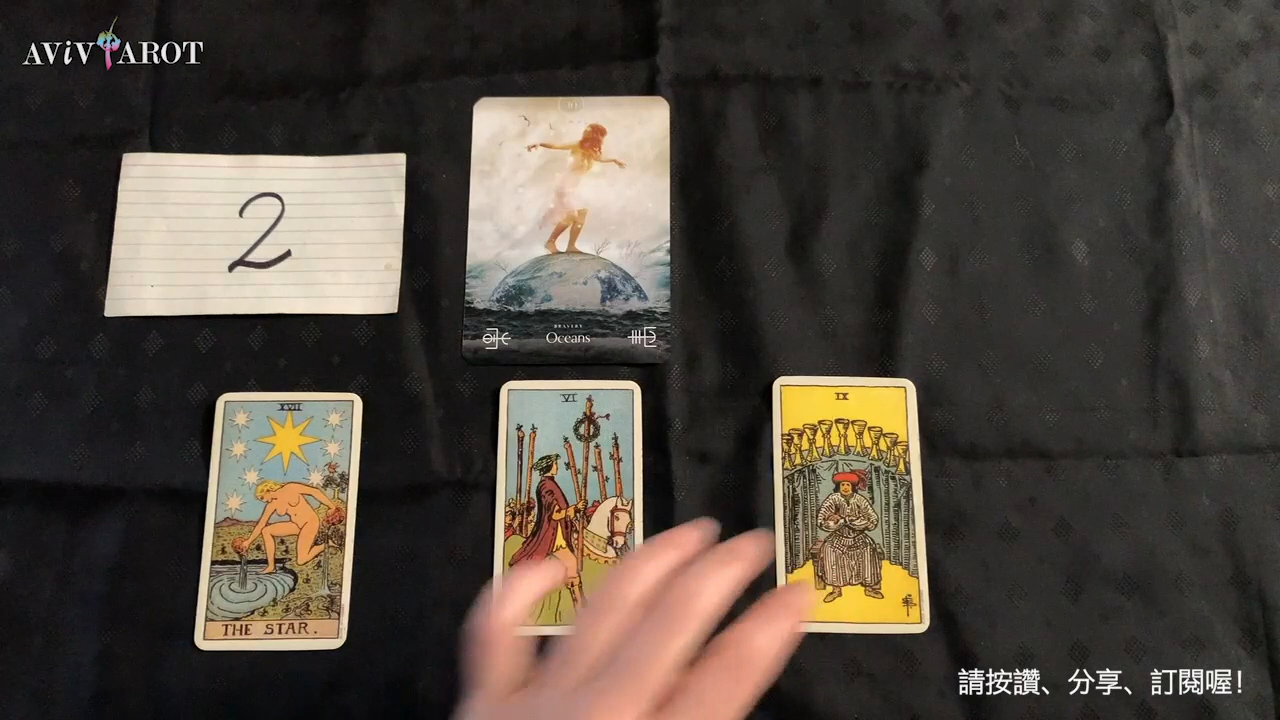 AViVTAROT
2
BRAVERY
Oceans
XVII
THE STAR.
VI
IX
請按讚、分享、訂閱喔!